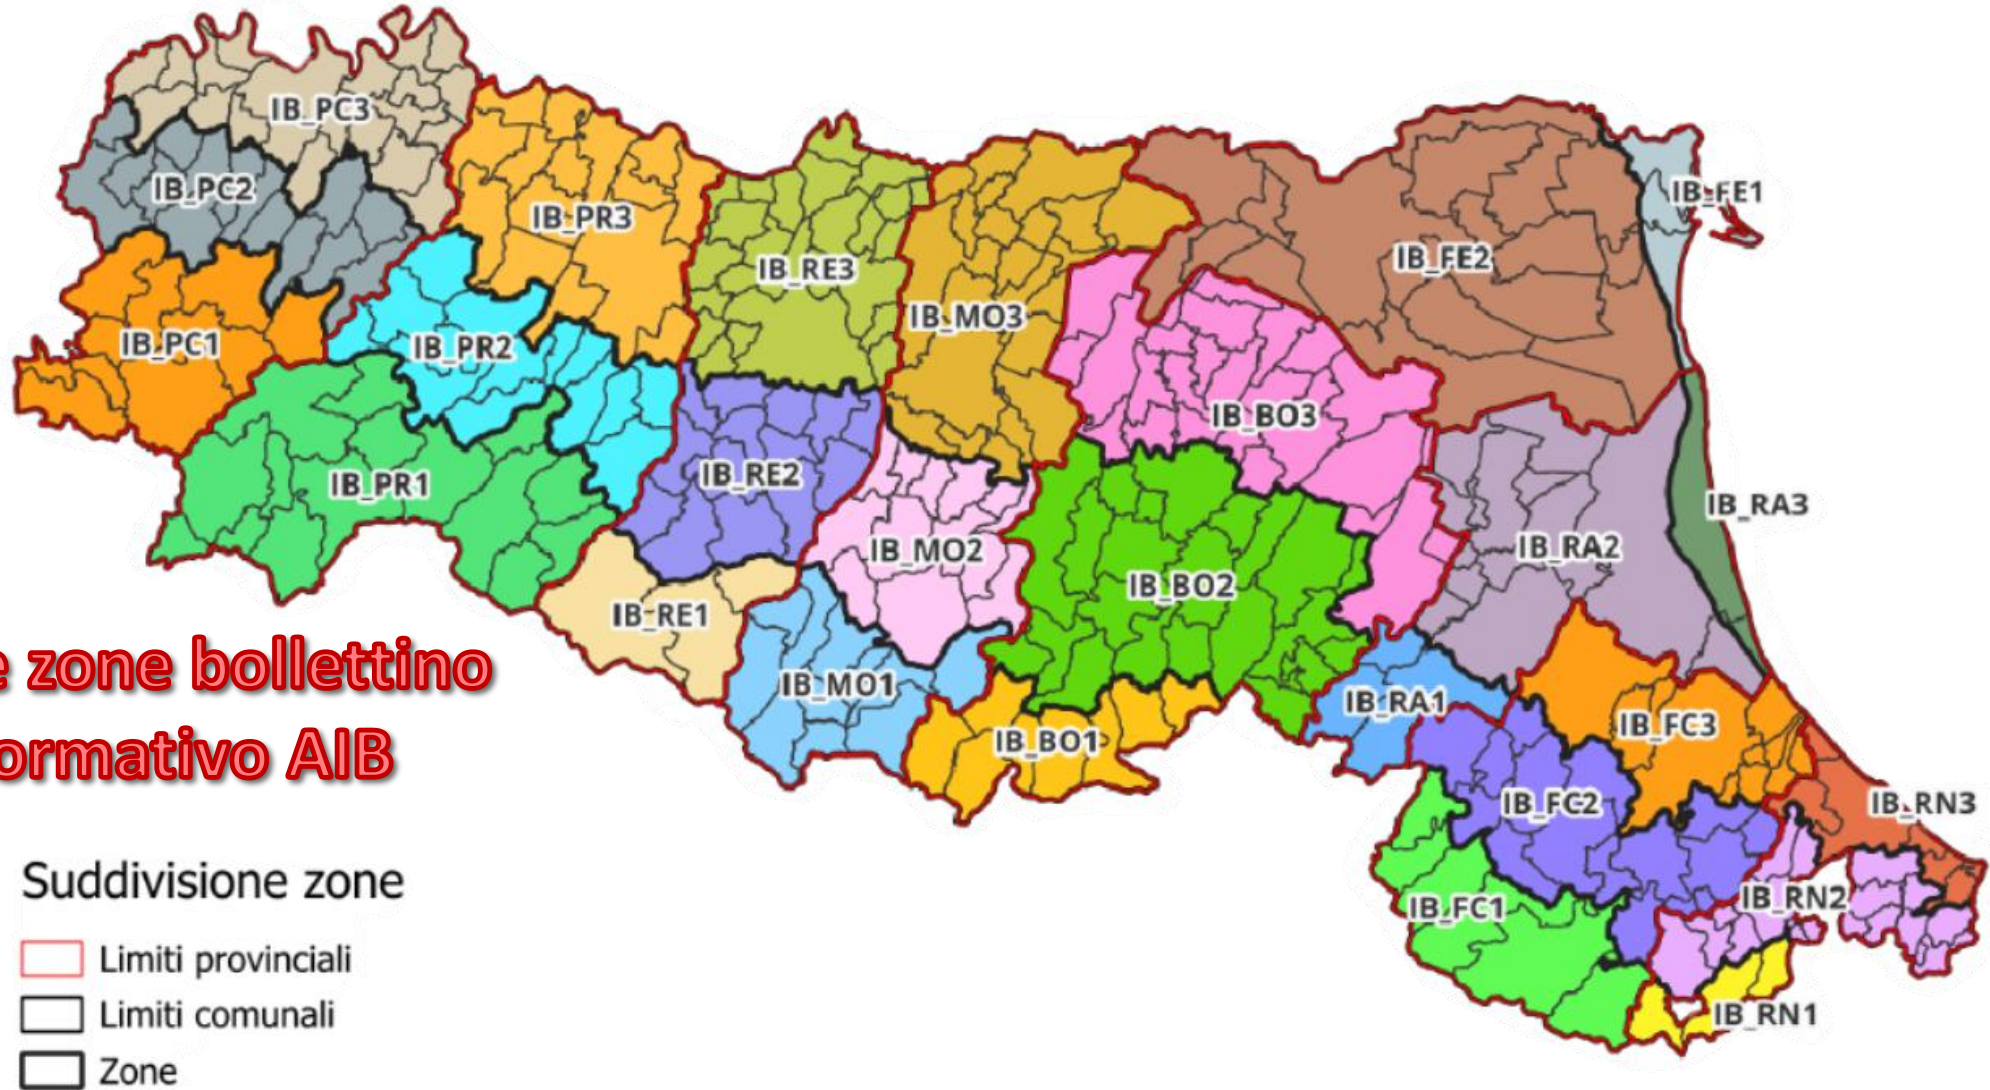 IB_PC3
IB_PC2
IB_PR3
IB_FE1
IB_RE3
IB_FE2
IB_MO3
IB_PC1
IB_PR2
IB_BO3
IB_RE2
IB_PR1
IB_RA3
IB_MO2
IB_RA2
IB_BO2
IB_RE1
e zone bollettino
IB_MO1
IB_RA1
IB_FC3
IB_BO1
ormativo AIB
IB_FC2
IB_RN3
Suddivisione zone
IB_RN2
IB_FC1
Limiti provinciali
Limiti comunali
IB_RN1
Zone